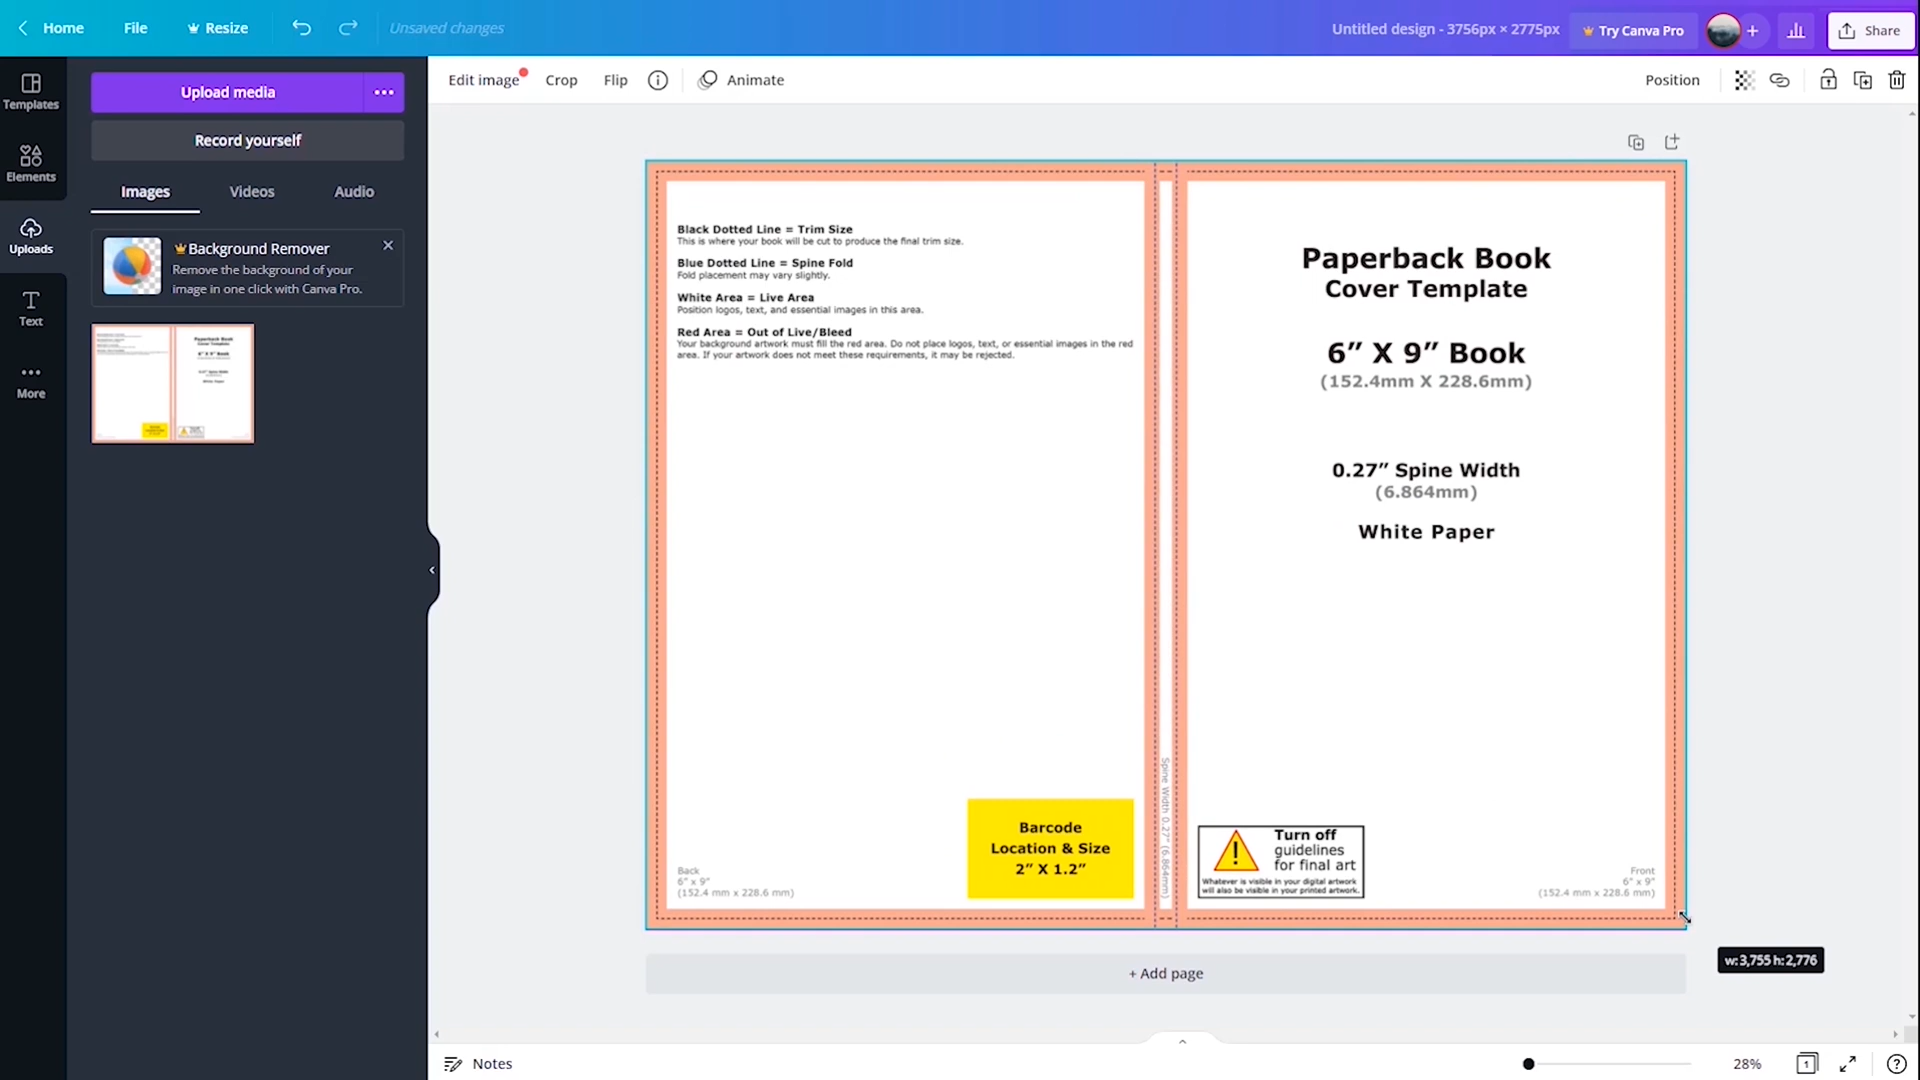 Home
File
Resize
Unsaved changes
Untitled design - 3756px × 2775px
Try Canva Pro
Share
Templates
Elements
Uploads
Text
More
Upload media
Record yourself
Images
Videos
Audio
Background Remover
Remove the background of your
image in one click with Canva Pro.
Edit image
Crop
Flip
Animate
Position
Black Dotted Line = Trim Size
This is where your book will be cut to produce the final trim size.
Blue Dotted Line = Spine Fold
Fold placement may vary slightly.
White Area = Live Area
Position logos, text, and essential images in this area.
Red Area = Out of Live/Bleed
Your background artwork must fill the red area. Do not place logos, text, or essential images in the red
area. If your artwork does not meet these requirements, it may be rejected.
Barcode
Location & Size
2” X 1.2”
Back
6” x 9”
(152.4 mm x 228.6 mm)
Spine Width 0.27” (6.864mm)
Paperback Book
Cover Template
6” X 9” Book
(152.4mm X 228.6mm)
0.27” Spine Width
(6.864mm)
White Paper
Turn off
guidelines
for final art
Whatever is visible in your digital artwork
will also be visible in your printed artwork.
Front
6” x 9”
(152.4 mm x 228.6 mm)
w: 3,755 h: 2,776
+ Add page
Notes
28%
1